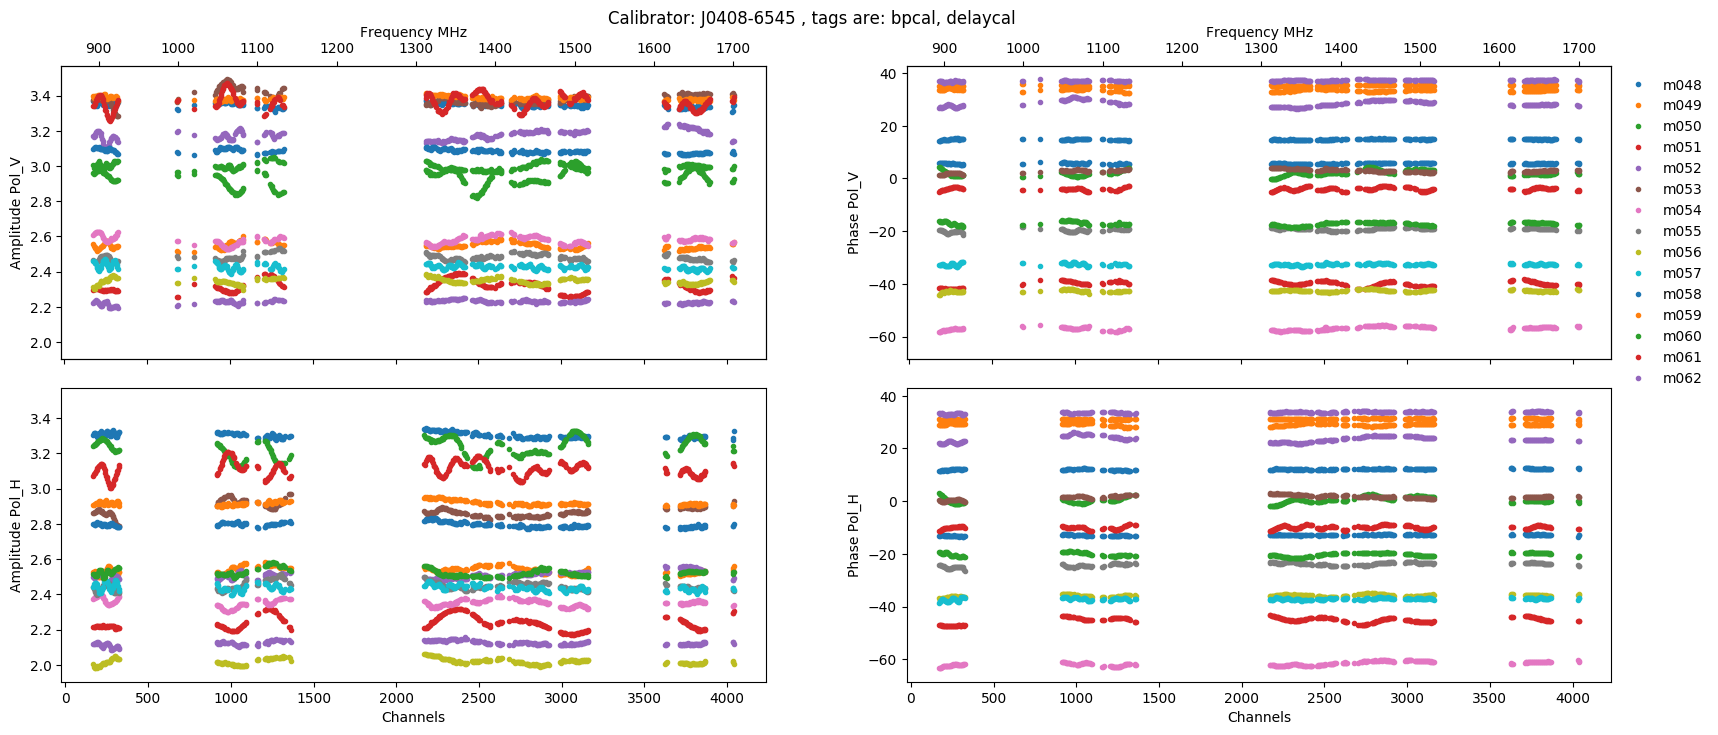 Calibrator: J0408-6545 , tags are: bpcal, delaycal
Frequency MHz
900 1000 1100 1200 1300 1400 1500 1600 1700
3.4
3.2
3.0
2.8
2.6
2.4
2.2
2.0
Amplitude Pol_V
Frequency MHz
900 1000 1100 1200 1300 1400 1500 1600 1700
40
20
0
−20
−40
−60
Phase Pol_V
m048
m049
m050
m051
m052
m053
m054
m055
m056
m057
m058
m059
m060
m061
m062
3.4
3.2
3.0
2.8
2.6
2.4
2.2
2.0
Amplitude Pol_H
0 500 1000 1500 2000 2500 3000 3500 4000
Channels
40
20
0
−20
−40
−60
Phase Pol_H
0 500 1000 1500 2000 2500 3000 3500 4000
Channels